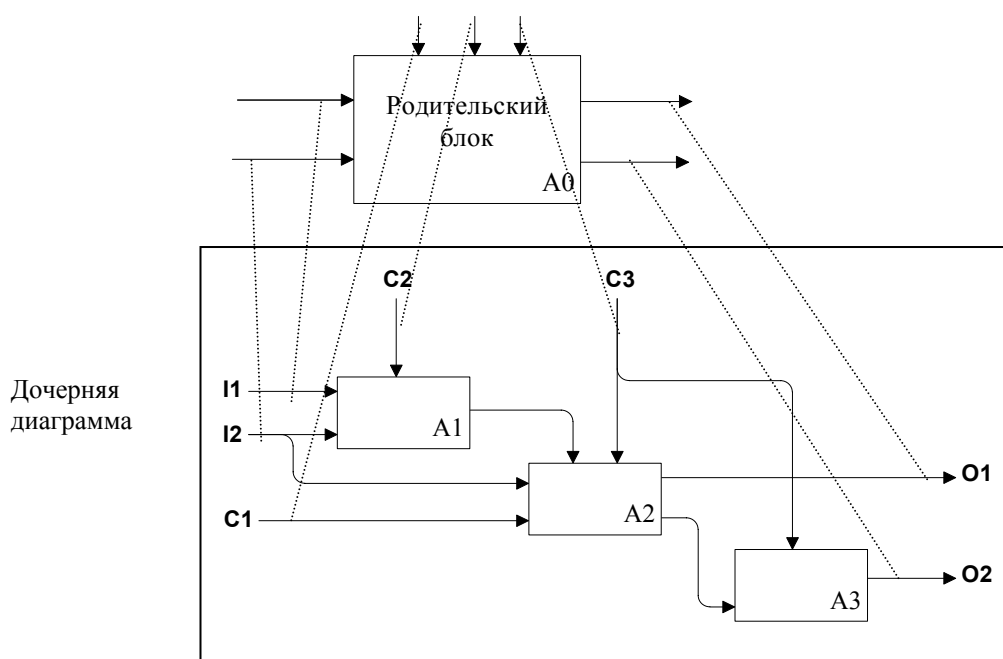 Родительский
блок
A0
C2
C3
I1
Дочерняя
диаграмма
A1
I2
O1
C1
A2
O2
A3